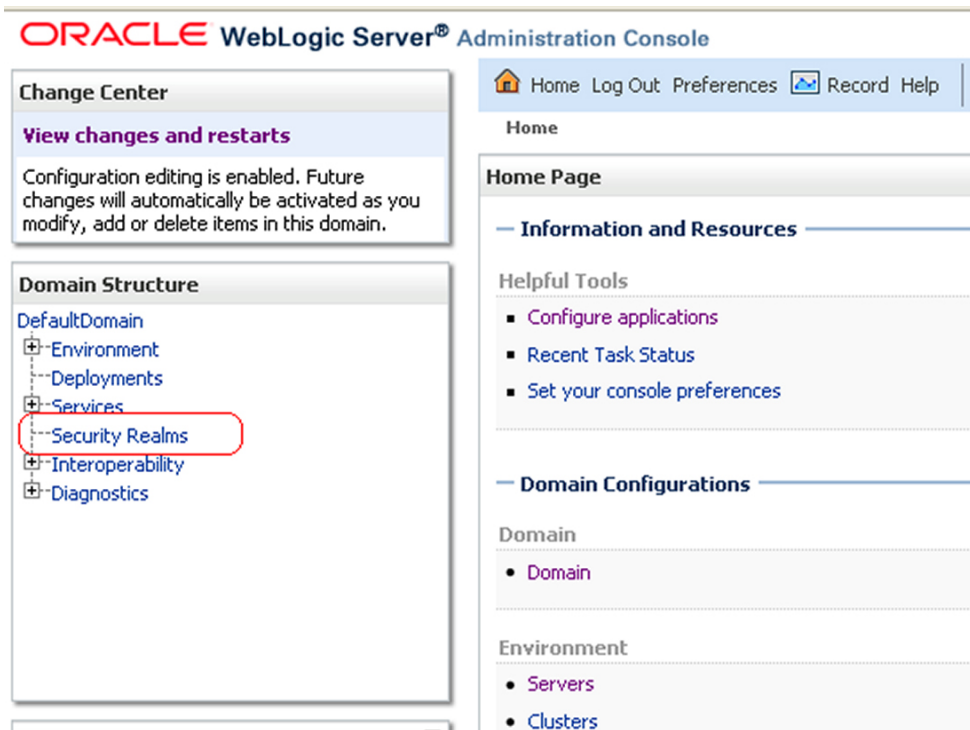 ORACLE WebLogic Server® Administration Console
Change Center
View changes and restarts
Configuration editing is enabled. Future
changes will automatically be activated as you
modify, add or delete items in this domain.
Domain Structure
DefaultDomain
Environment
Deployments
Services
Security Realms
Interoperability
Diagnostics
Home Log Out Preferences Record Help
Home
Home Page
Information and Resources
Helpful Tools
Configure applications
Recent Task Status
Set your console preferences
Domain Configurations
Domain
Domain
Environment
Servers
Clusters